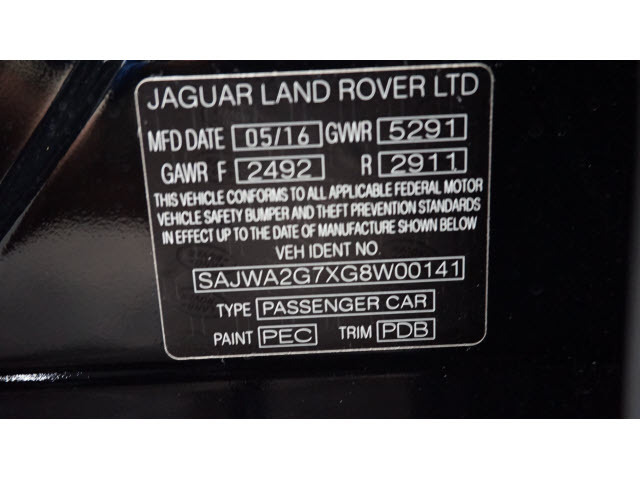 JAGUAR LAND ROVER LTD
MFD DATE 05/16 GVWR 5291
GAWR F 2492 R 2911
THIS VEHICLE CONFORMS TO ALL APPLICABLE FEDERAL MOTOR
VEHICLE SAFETY BUMPER AND THEFT PREVENTION STANDARDS
IN EFFECT UP TO THE DATE OF MANUFACTURE SHOWN BELOW
VEH IDENT NO.
SAJWA2G7XG8W00141
TYPE PASSENGER CAR
PAINT PEC TRIM PDB